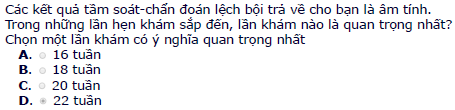 Các kết quả tầm soát-chẩn đoán lệch bội trả về cho bạn là âm tính.
Trong những lần hẹn khám sắp đến, lần khám nào là quan trọng nhất?
Chọn một lần khám có ý nghĩa quan trọng nhất
A. 16 tuần
B. 18 tuần
C. 20 tuần
D. 22 tuần